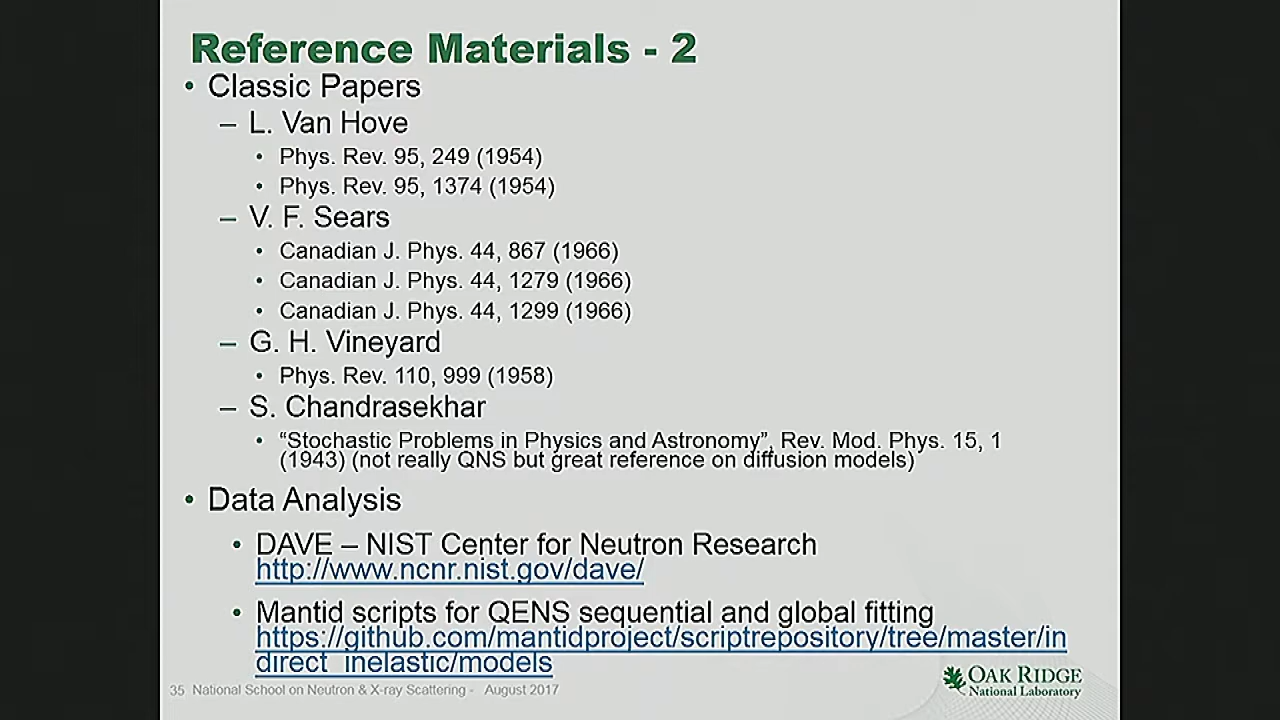 Reference Materials - 2
• Classic Papers
– L. Van Hove
• Phys. Rev. 95, 249 (1954)
• Phys. Rev. 95, 1374 (1954)
– V. F. Sears
• Canadian J. Phys. 44, 867 (1966)
• Canadian J. Phys. 44, 1279 (1966)
• Canadian J. Phys. 44, 1299 (1966)
– G. H. Vineyard
• Phys. Rev. 110, 999 (1958)
– S. Chandrasekhar
• “Stochastic Problems in Physics and Astronomy”, Rev. Mod. Phys. 15, 1
(1943) (not really QNS but great reference on diffusion models)
• Data Analysis
• DAVE – NIST Center for Neutron Research
http://www.ncnr.nist.gov/dave/
• Mantid scripts for QENS sequential and global fitting
https://github.com/mantidproject/scriptrepository/tree/master/in
direct_inelastic/models
35 National School on Neutron & X-ray Scattering - August 2017
OAK RIDGE
National Laboratory